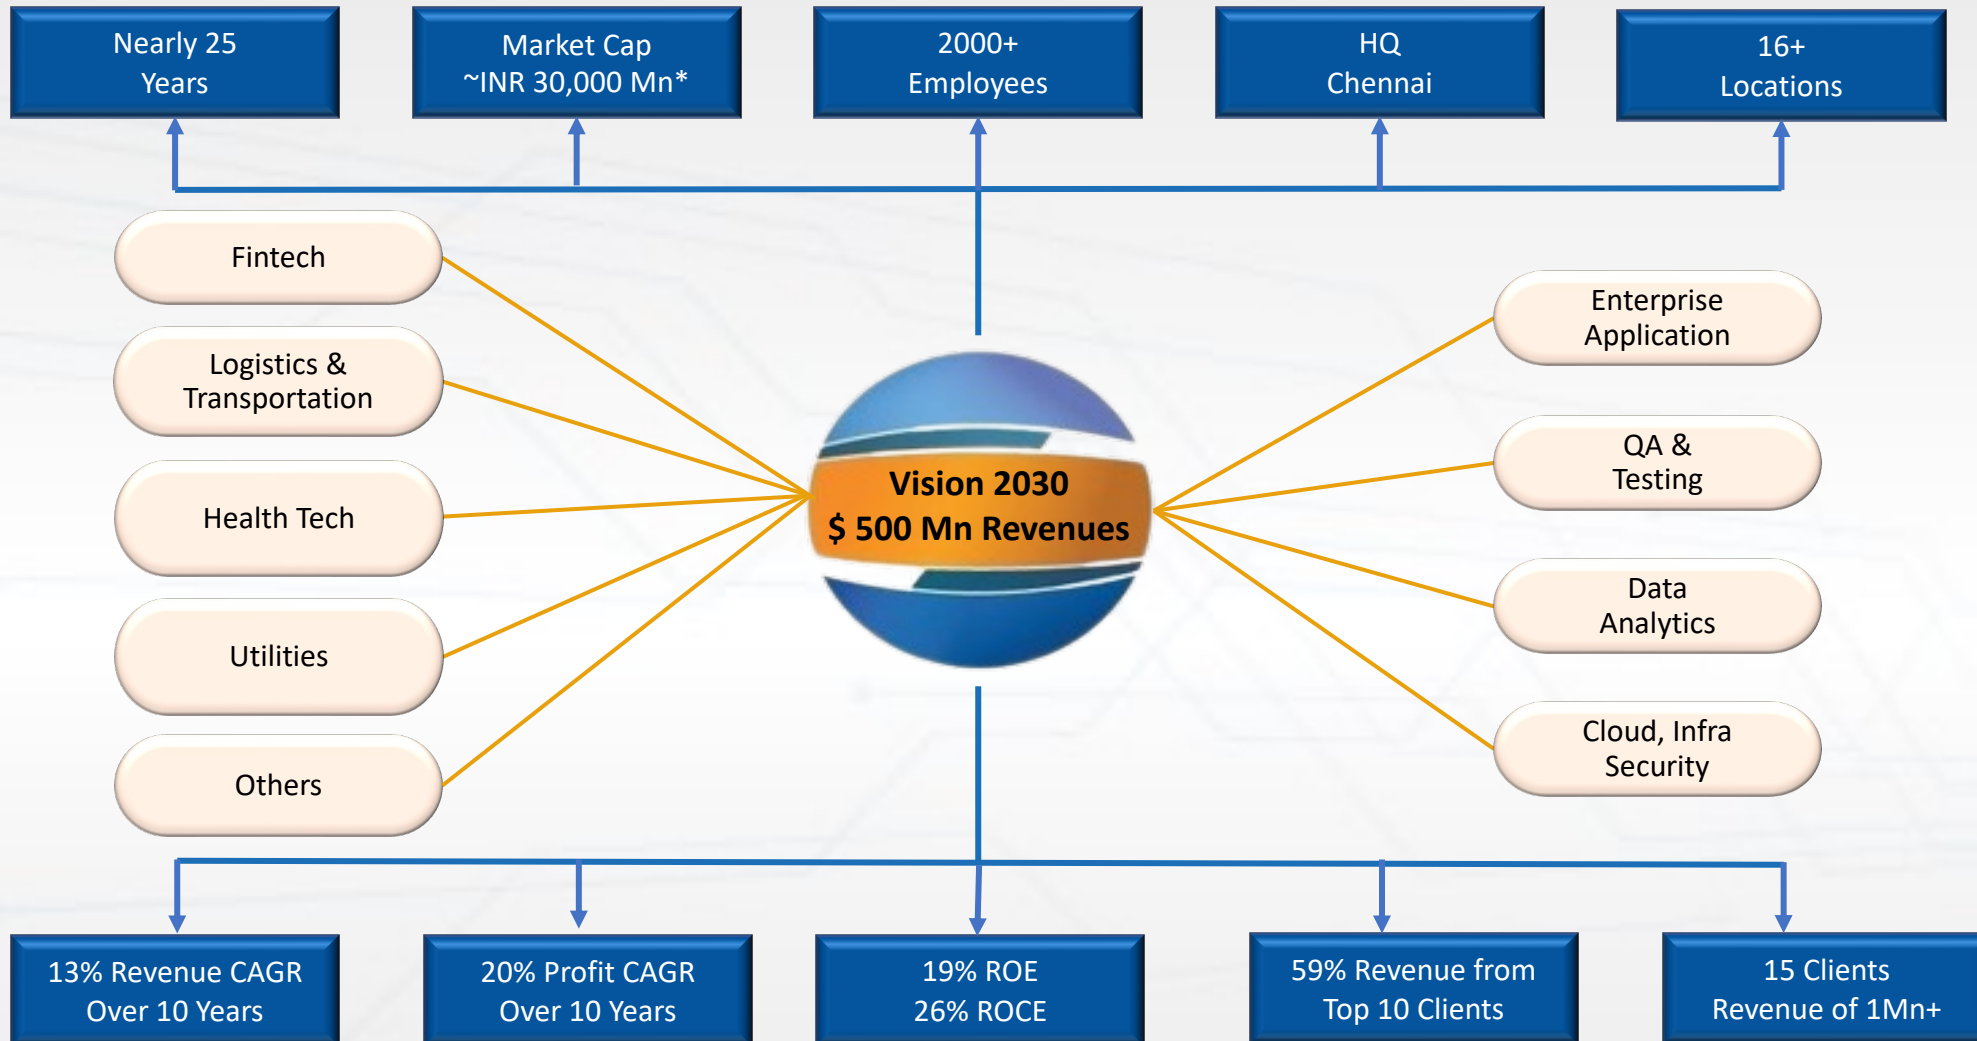 Nearly 25
Years
Market Cap
~INR 30,000 Mn*
2000+
Employees
HQ
Chennai
16+
Locations
Fintech
Logistics &
Transportation
Health Tech
Utilities
Others
Vision 2030
$ 500 Mn Revenues
Enterprise
Application
QA &
Testing
Data
Analytics
Cloud, Infra
Security
13% Revenue CAGR
Over 10 Years
20% Profit CAGR
Over 10 Years
19% ROE
26% ROCE
59% Revenue from
Top 10 Clients
15 Clients
Revenue of 1Mn+